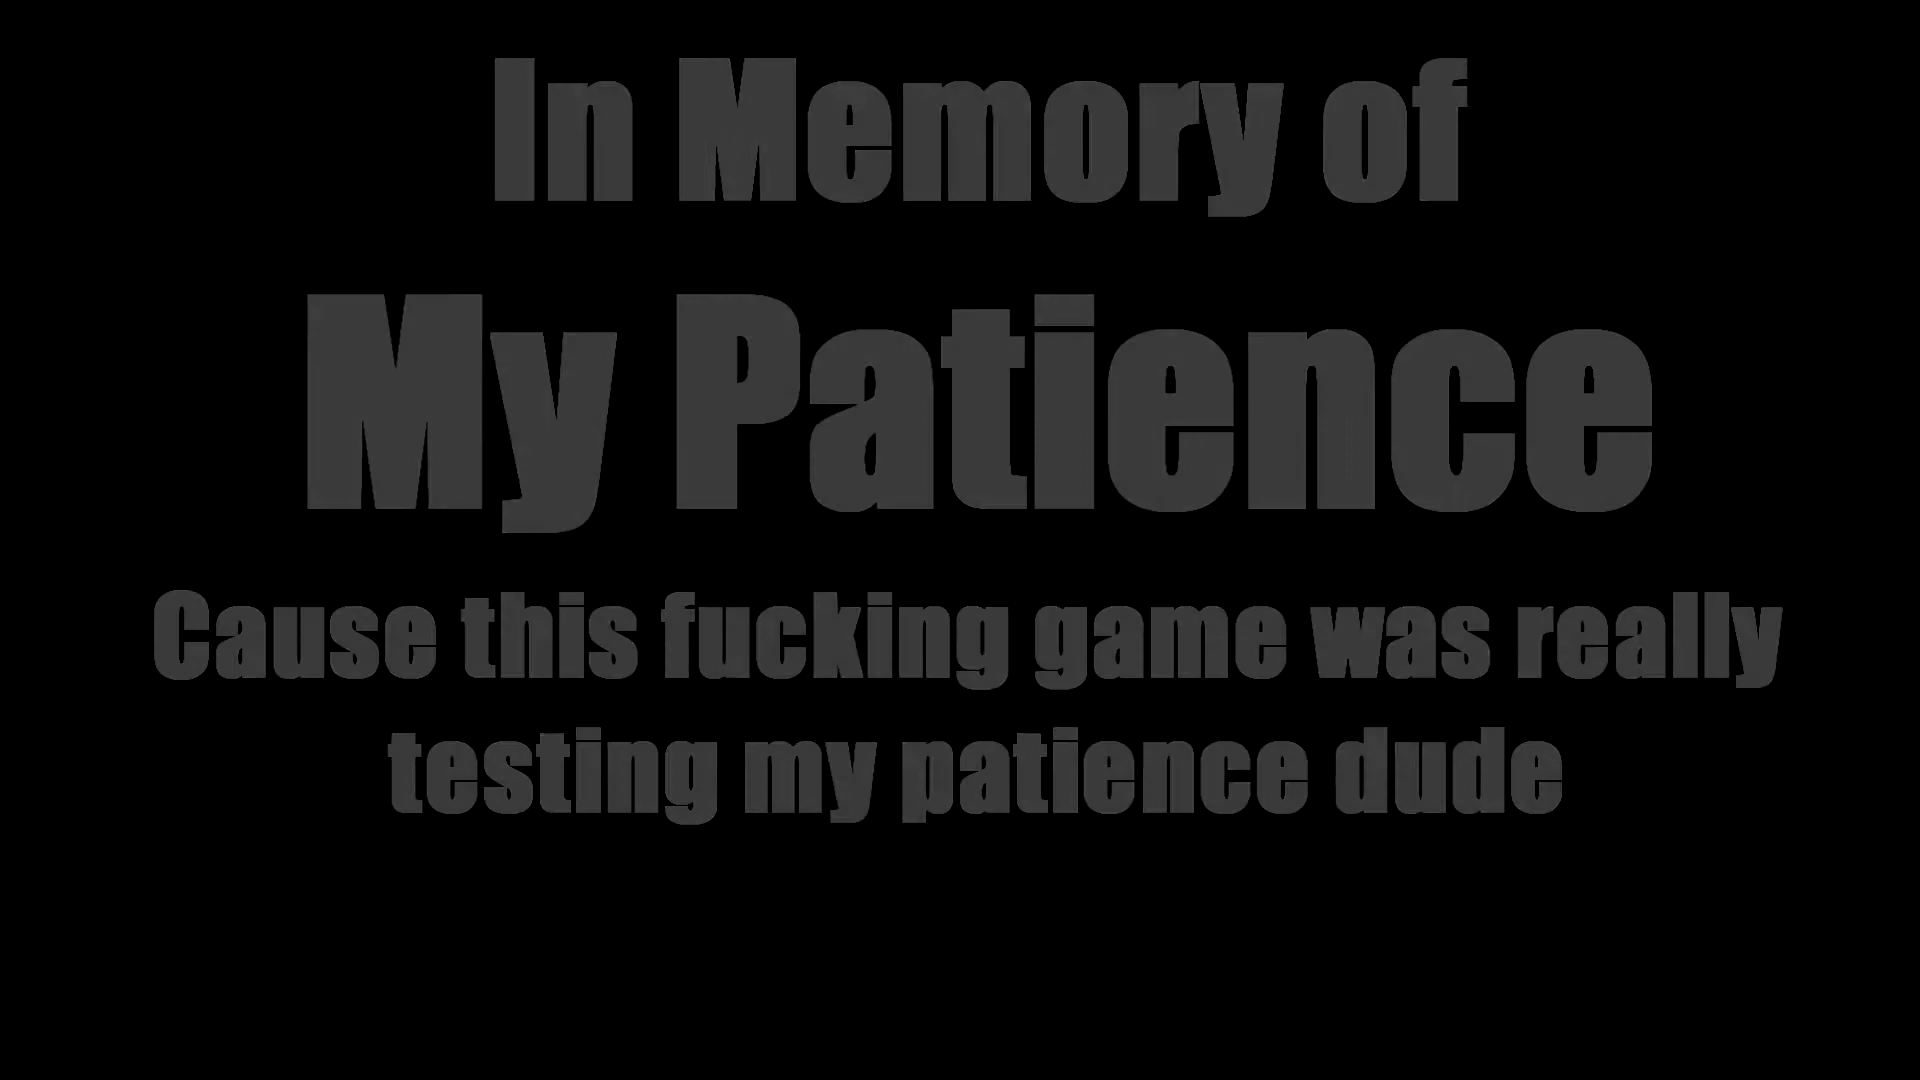 In Memory of
My Patience
Cause this fucking game was really
testing my patience dude